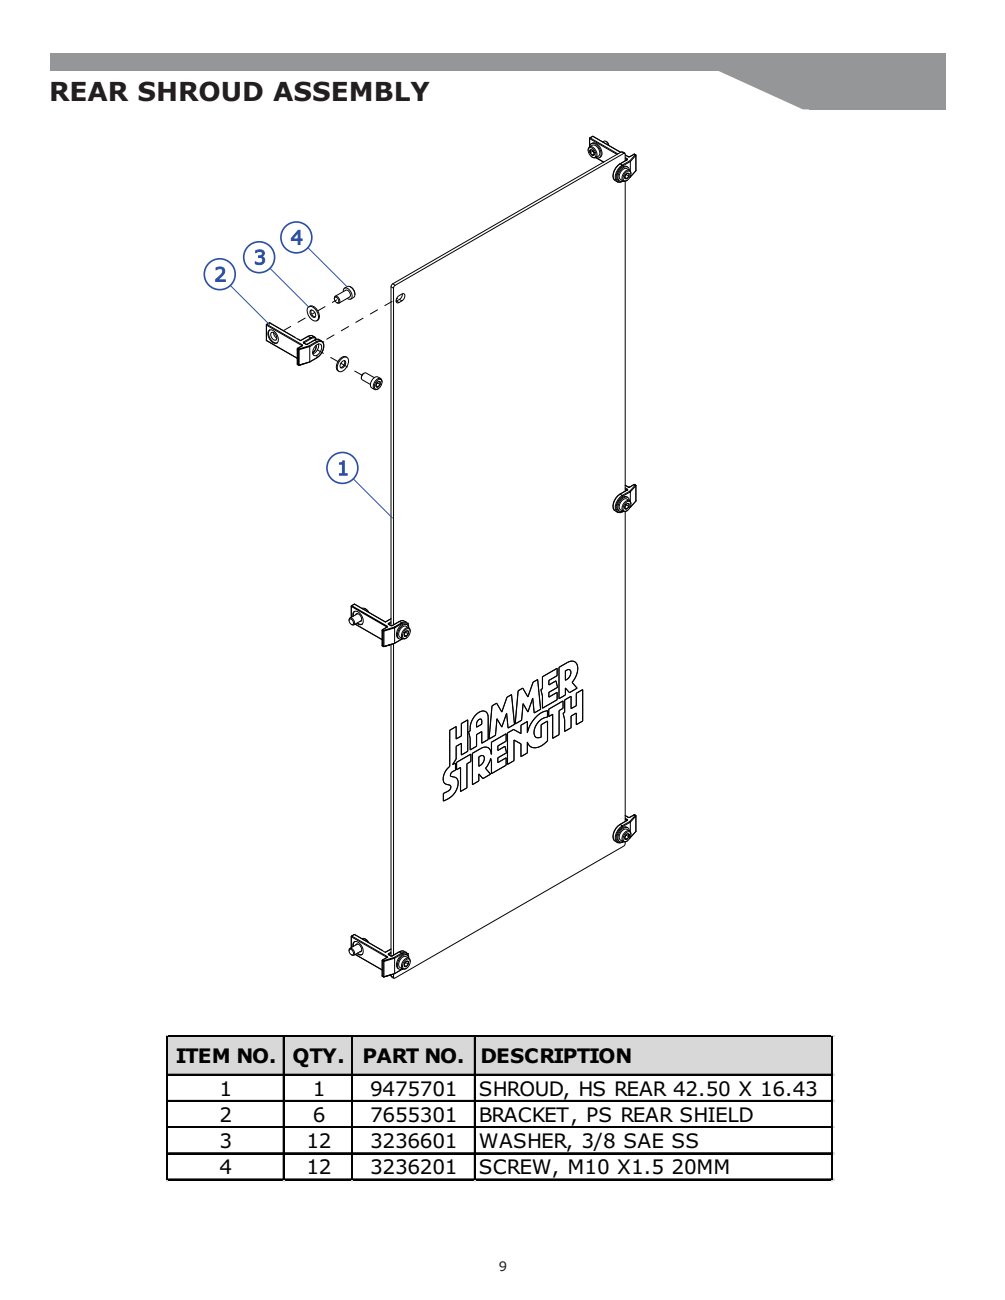 REAR SHROUD ASSEMBLY
4
3
2
1
HAMMER
STRENGTH
ITEM NO. QTY. PART NO. DESCRIPTION
1 1 9475701 SHROUD, HS REAR 42.50 X 16.43
2 6 7655301 BRACKET, PS REAR SHIELD
3 12 3236601 WASHER, 3/8 SAE SS
4 12 3236201 SCREW, M10 X1.5 20MM
9